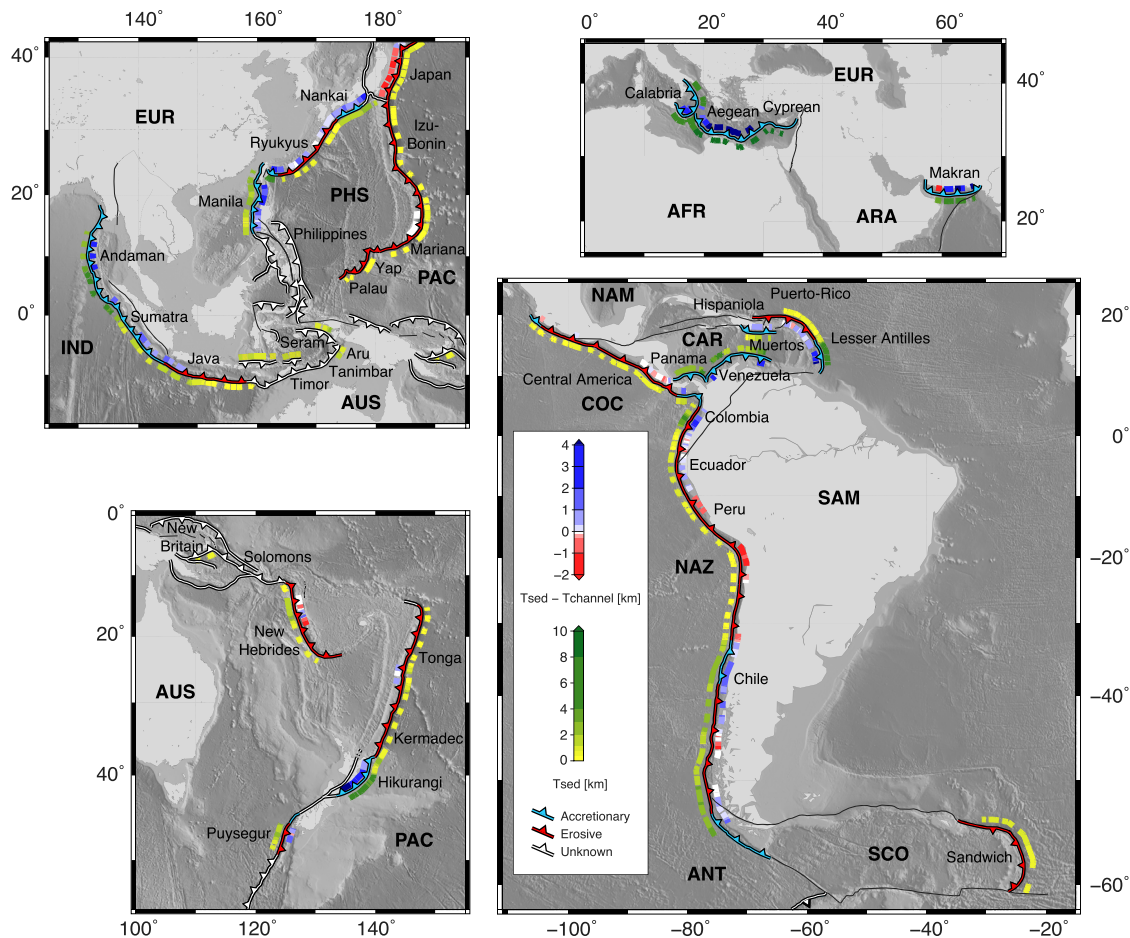 140°
160°
180°
40°
20°
0°
Japan
Nankai
EUR
Izu-
Bonin
Ryukyus
PHS
Manila
Philippines
Mariana
Andaman
Yap
PAC
Palau
Sumatra
IND
Seram
Java
Aru
Tanimbar
Timor
AUS
0°
20°
40°
60°
40°
20°
EUR
Calabria
Aegean
Cyprean
Makran
AFR
ARA
0°
20°
40°
100°
120°
140°
New
Britain
Solomons
New
Hebrides
Tonga
AUS
Kermadec
Hikurangi
Puysegur
PAC
NAM
Puerto-Rico
Hispaniola
20°
CAR
Lesser Antilles
Muertos
Panama
Central America
Venezuela
COC
Colombia
0°
Ecuador
SAM
Peru
NAZ
−20°
Chile
−40°
SCO
Sandwich
ANT
−60°
−100°
−80°
−60°
−40°
−20°
4
3
2
1
0
−1
−2
Tsed − Tchannel [km]
10
8
6
4
2
0
Tsed [km]
Accretionary
Erosive
Unknown